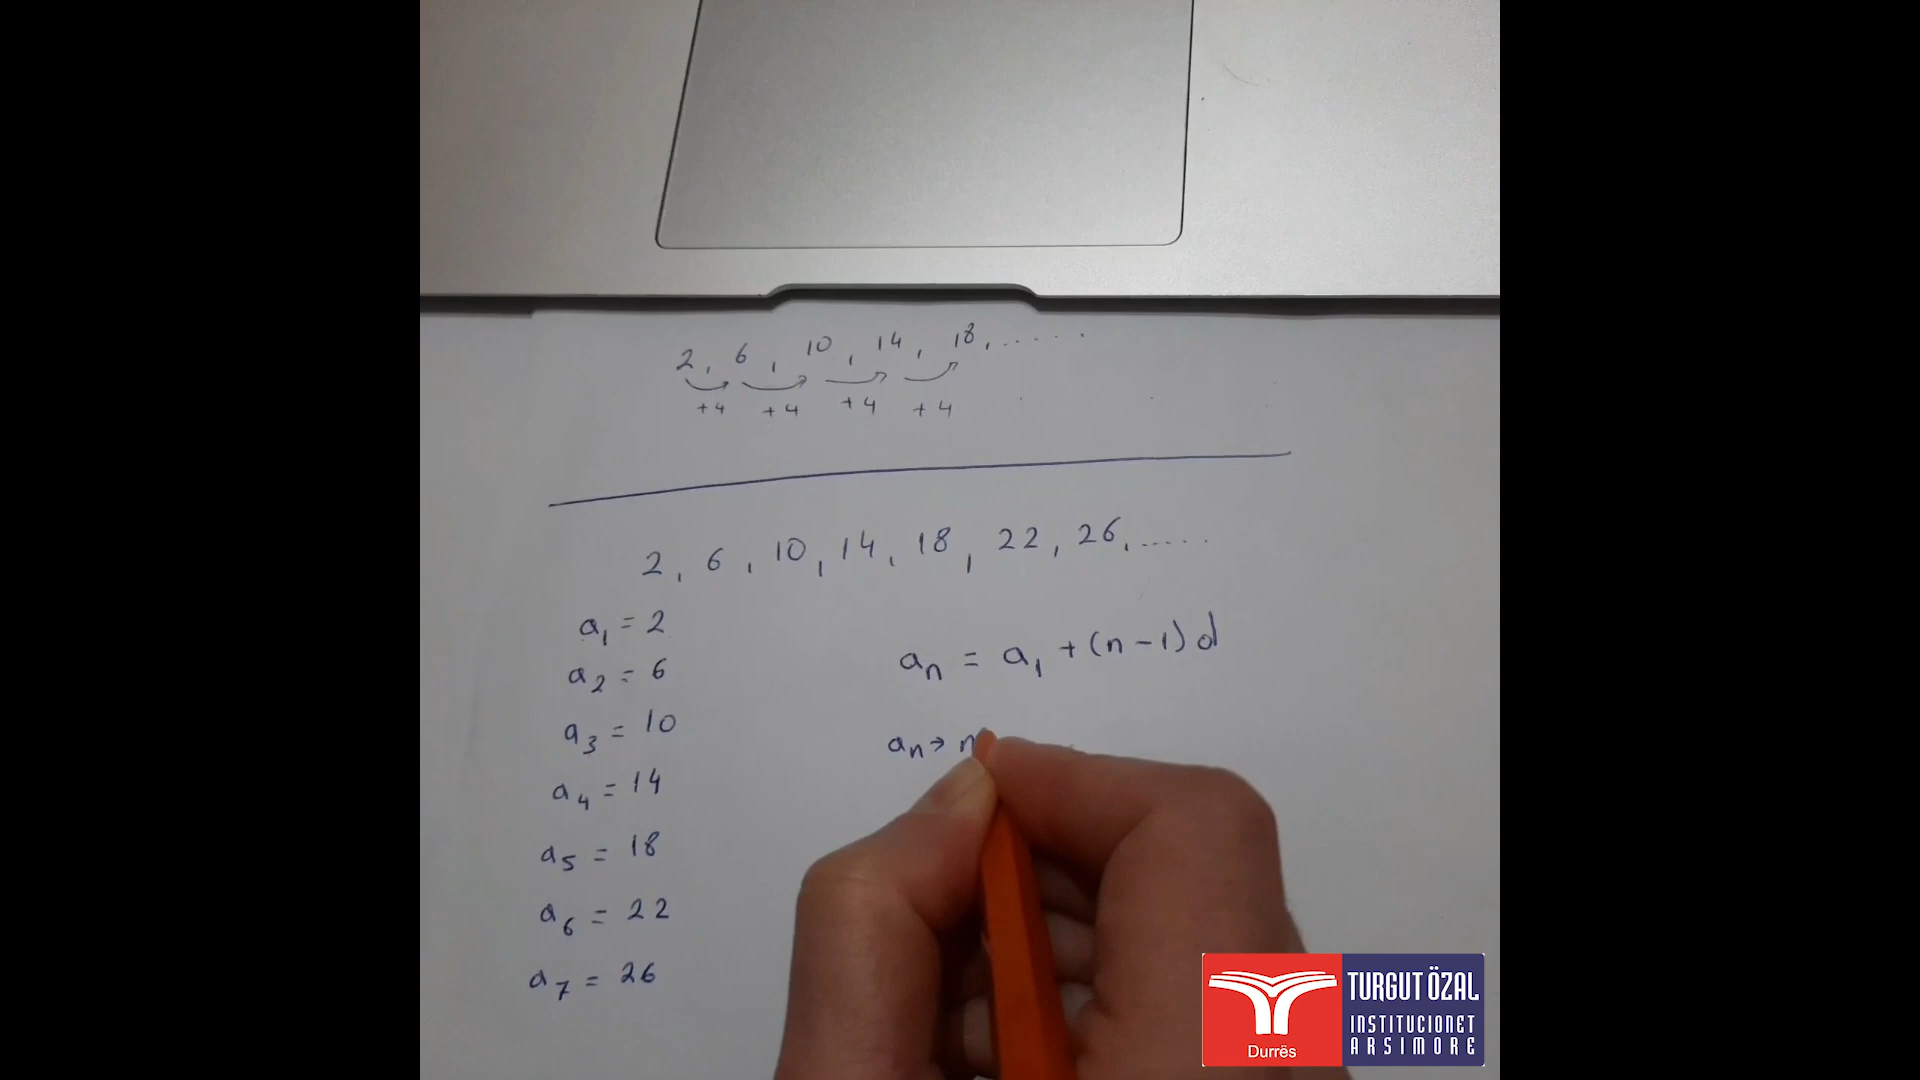 2, 6, 10, 14, 18, ......
+4 +4 +4 +4
2, 6, 10, 14, 18, 22, 26, ......
a₁ = 2
a₂ = 6
a₃ = 10
a₄ = 14
a₅ = 18
a₆ = 22
a₇ = 26
aₙ = a₁ + (n - 1) d
aₙ → n
TURGUT ÖZAL
INSTITUCIONET
ARSIMORE
Durrës